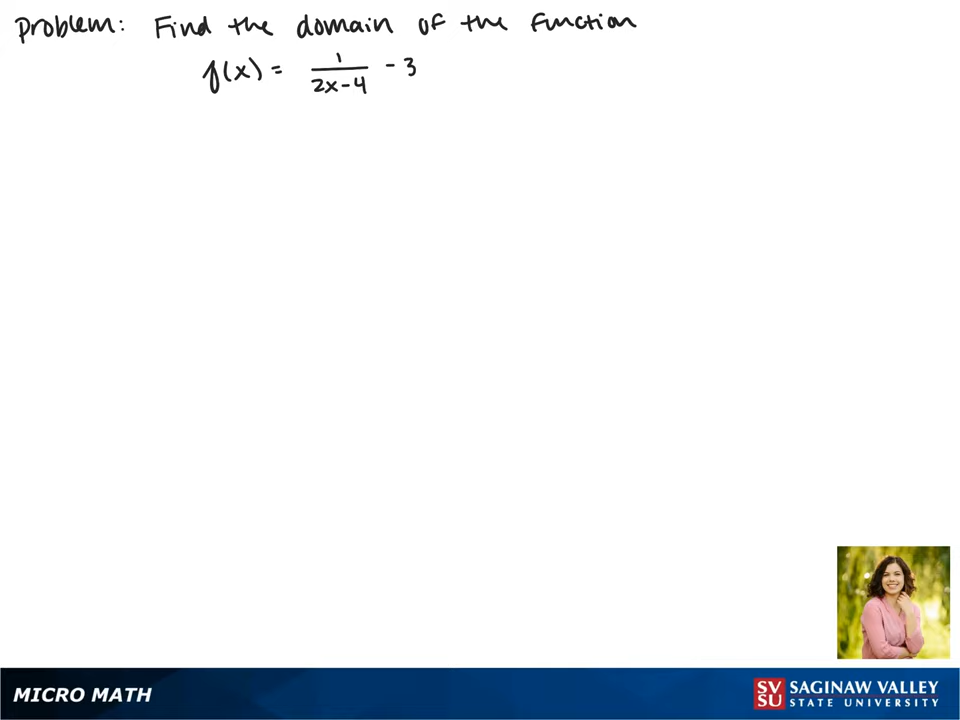 Problem: Find the domain of the function
f(x) = 1/(2x-4) - 3
MICRO MATH
SV
SU
SAGINAW VALLEY
STATE UNIVERSITY